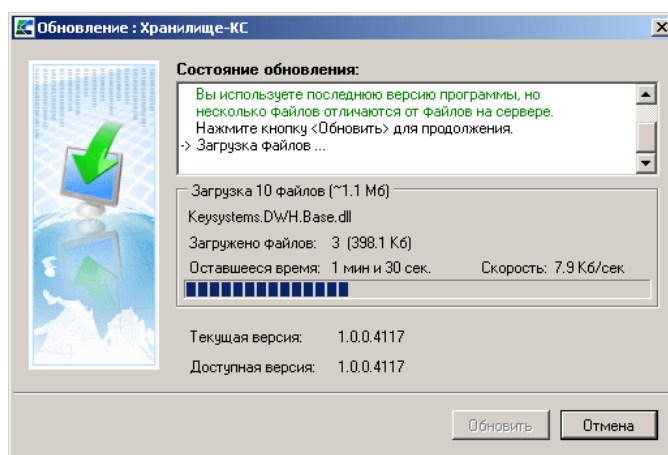 Обновление : Хранилище-КС
Состояние обновления:
Вы используете последнюю версию программы, но
несколько файлов отличаются от файлов на сервере.
Нажмите кнопку <Обновить> для продолжения.
-> Загрузка файлов ...
Загрузка 10 файлов (~1.1 Мб)
Keysystems.DWH.Base.dll
Загружено файлов: 3 (398.1 Кб)
Оставшееся время: 1 мин и 30 сек. Скорость: 7.9 Кб/сек
Текущая версия: 1.0.0.4117
Доступная версия: 1.0.0.4117
Обновить Отмена